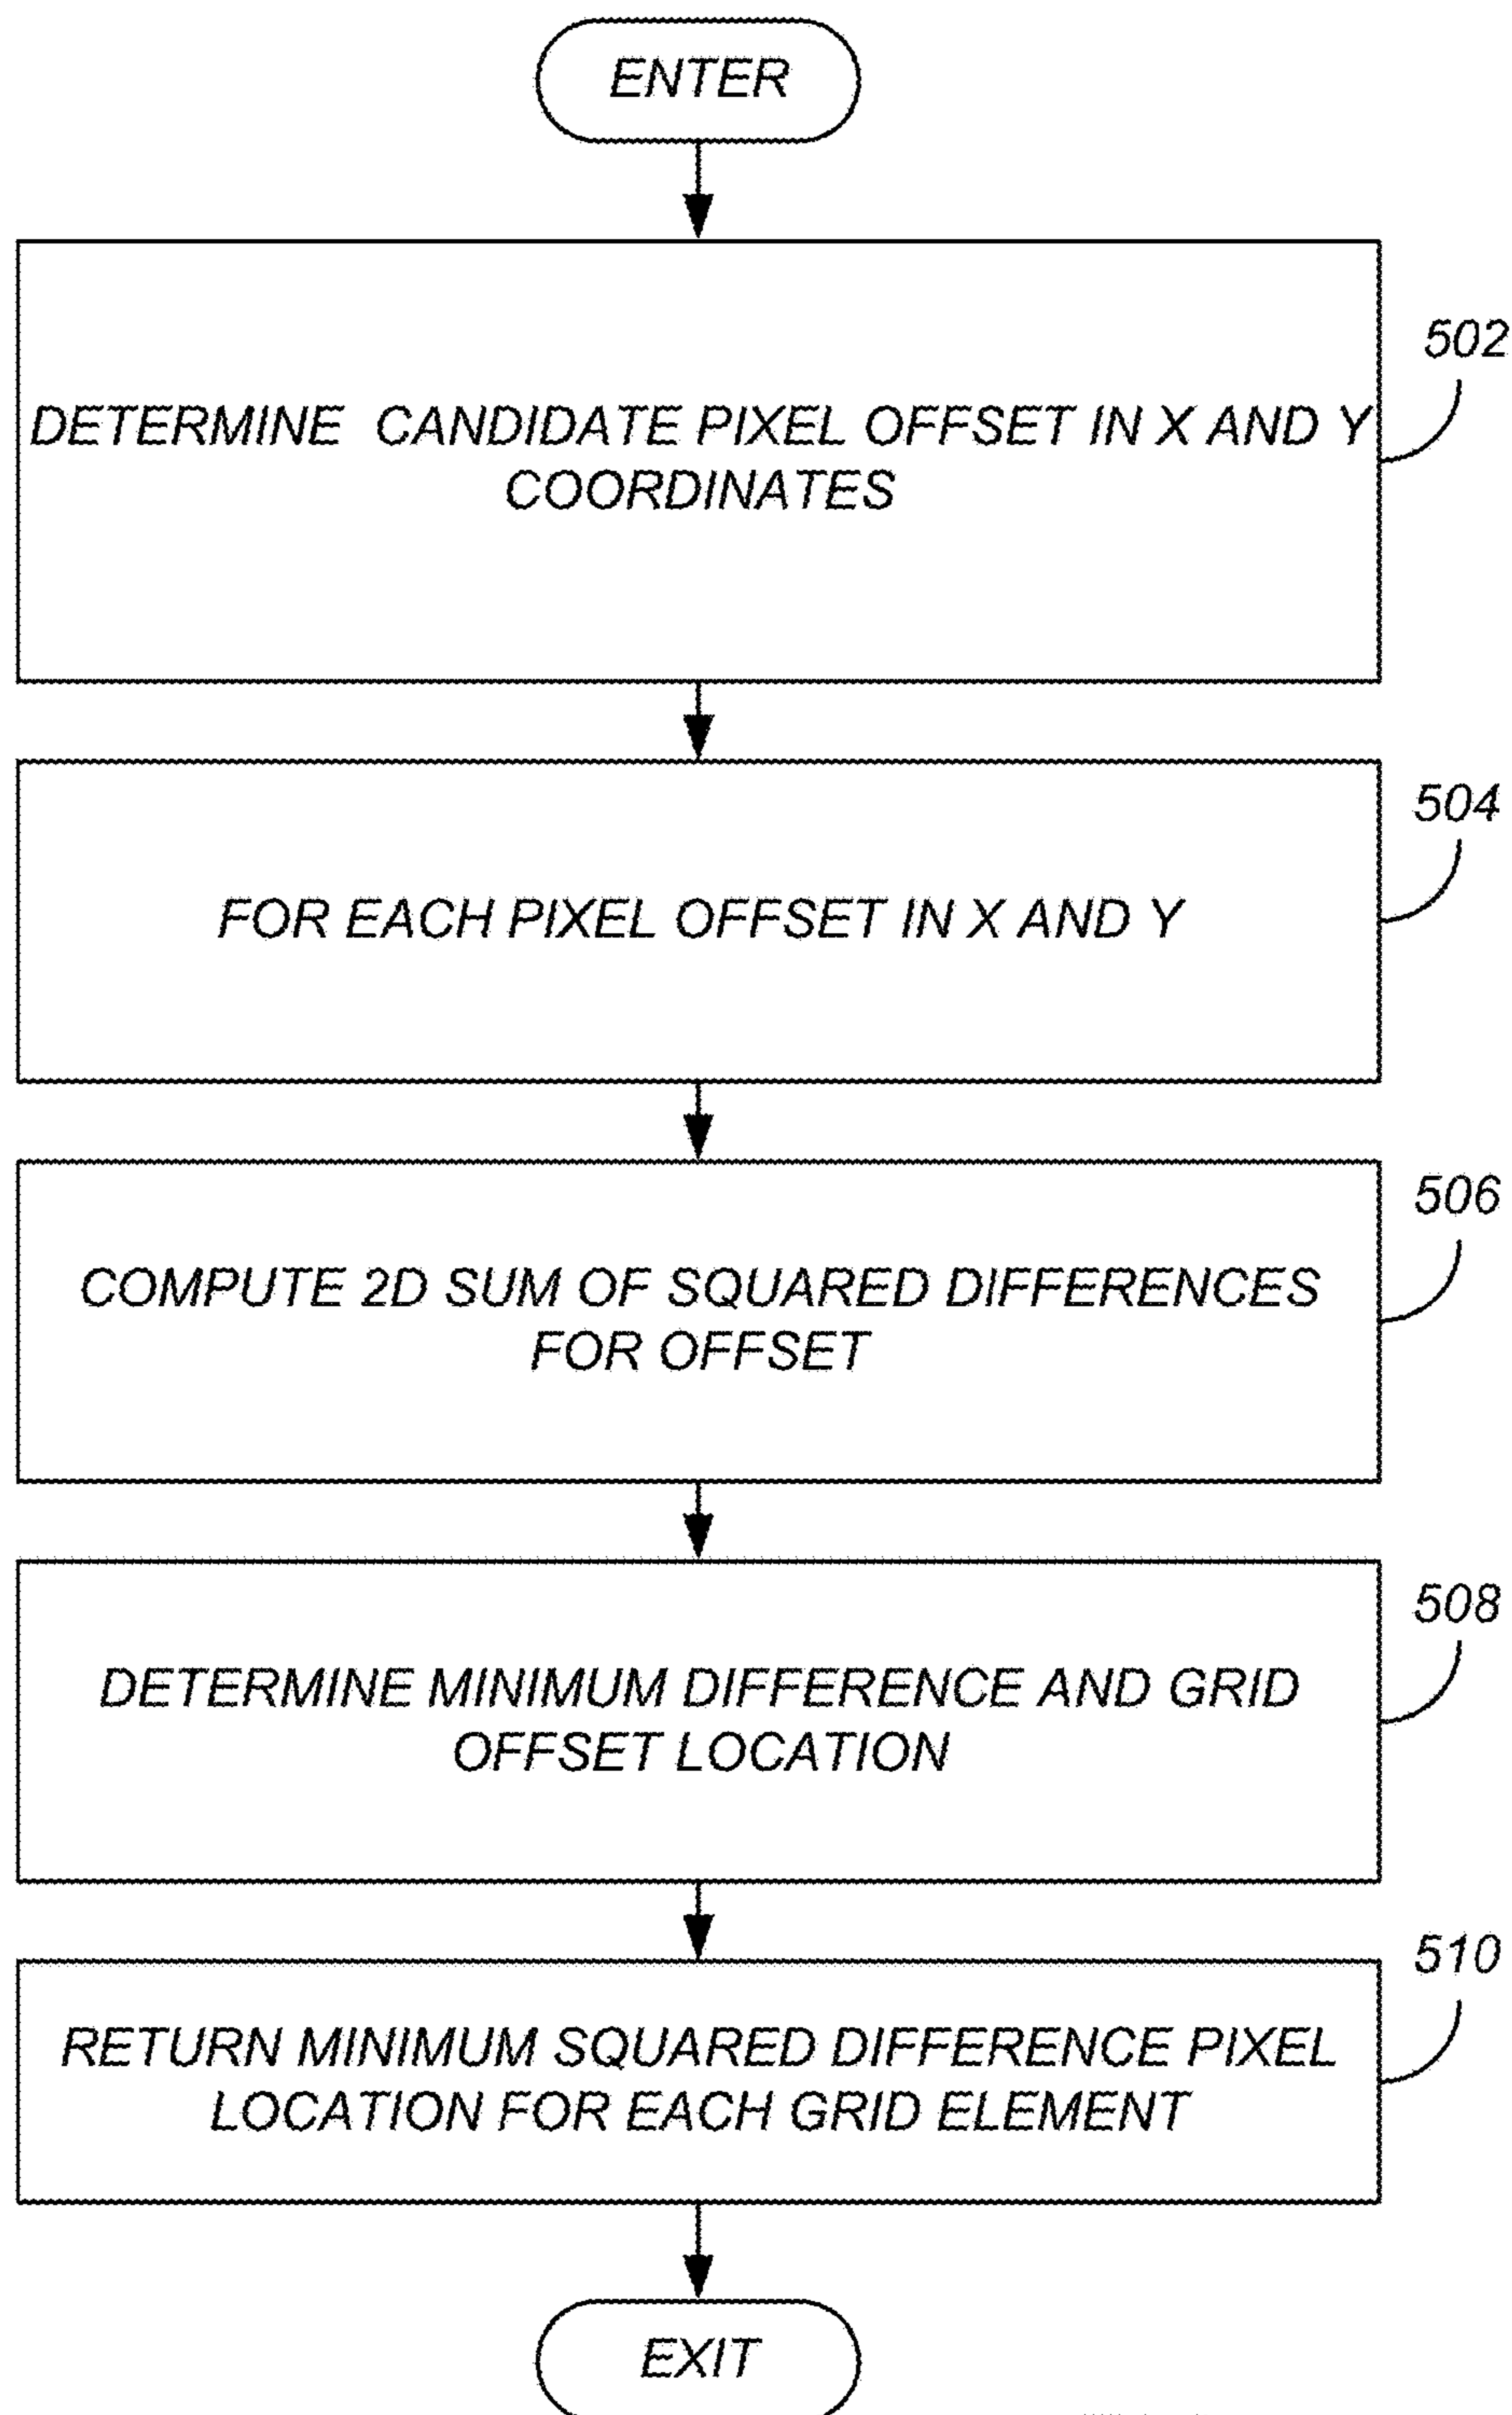 ENTER
502
DETERMINE CANDIDATE PIXEL OFFSET IN X AND Y
COORDINATES
504
FOR EACH PIXEL OFFSET IN X AND Y
506
COMPUTE 2D SUM OF SQUARED DIFFERENCES
FOR OFFSET
508
DETERMINE MINIMUM DIFFERENCE AND GRID
OFFSET LOCATION
510
RETURN MINIMUM SQUARED DIFFERENCE PIXEL
LOCATION FOR EACH GRID ELEMENT
EXIT